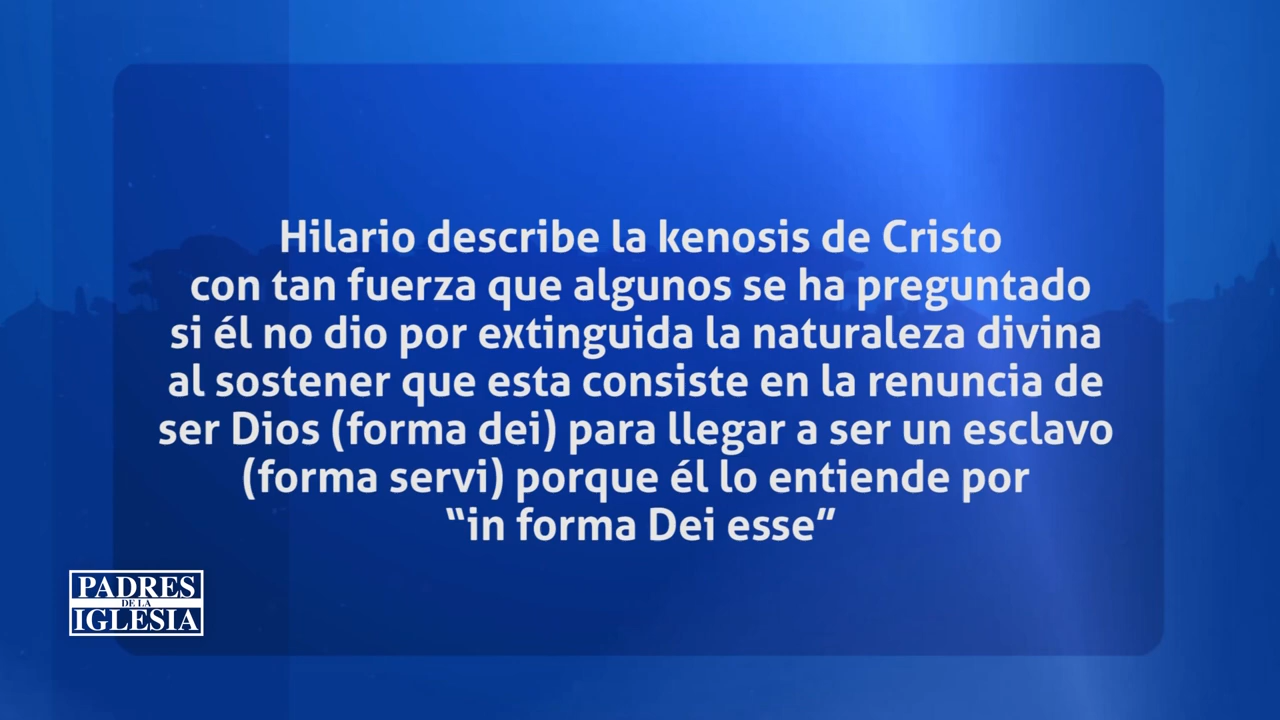 Hilario describe la kenosis de Cristo
con tan fuerza que algunos se ha preguntado
si él no dio por extinguida la naturaleza divina
al sostener que esta consiste en la renuncia de
ser Dios (forma dei) para llegar a ser un esclavo
(forma servi) porque él lo entiende por
“in forma Dei esse”
PADRES
DE LA
IGLESIA